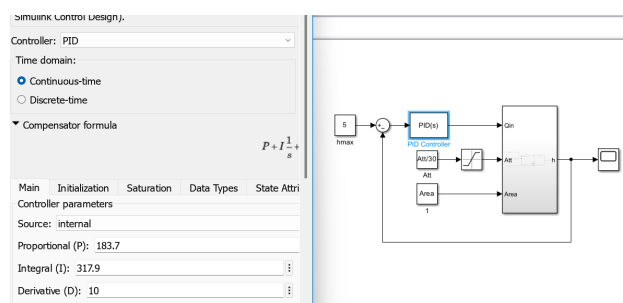 Simulink Control Design).
Controller: PID
Time domain:
Continuous-time
Discrete-time
Compensator formula
P+I 1/s +
Main Initialization Saturation Data Types State Attri
Controller parameters
Source: internal
Proportional (P): 183.7
Integral (I): 317.9
Derivative (D): 10
5
hmax
+-
PID(s)
PID Controller
Att/30
Att
Area
1
Qin
Att
h
Area